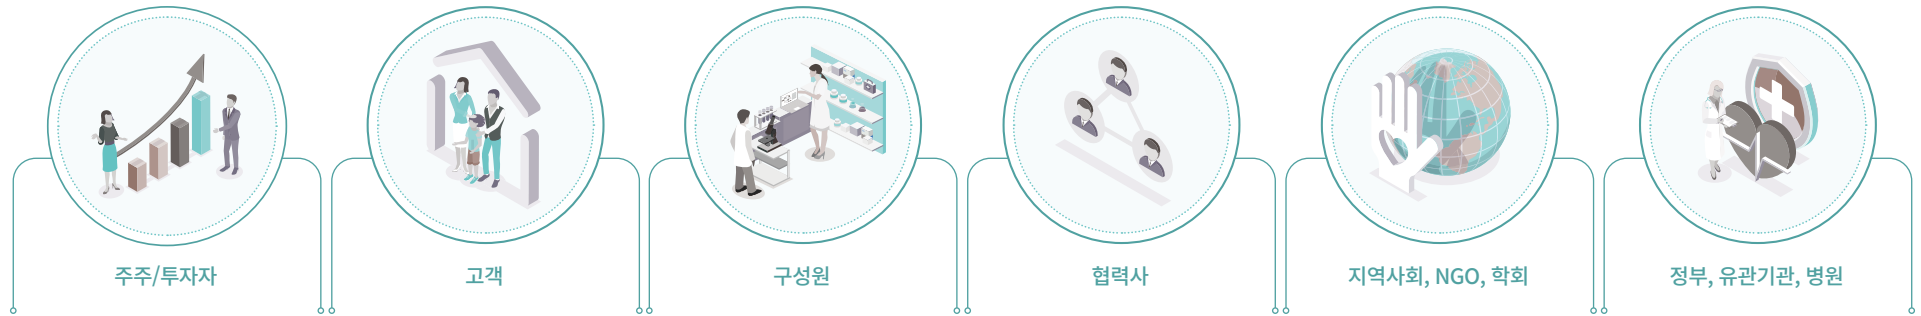 주주/투자자
고객
구성원
협력사
지역사회, NGO, 학회
정부, 유관기관, 병원